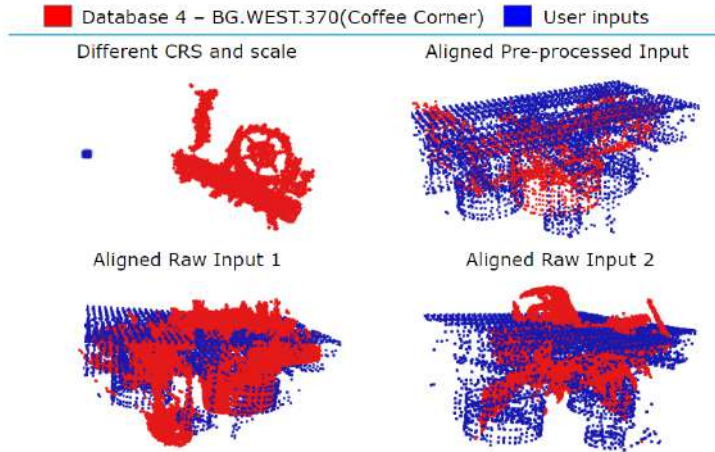 Database 4 – BG.WEST.370(Coffee Corner) User inputs
Different CRS and scale Aligned Pre-processed Input
Aligned Raw Input 1 Aligned Raw Input 2